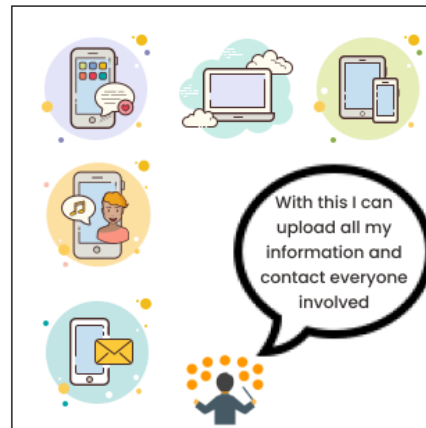 With this I can
upload all my
information and
contact everyone
involved